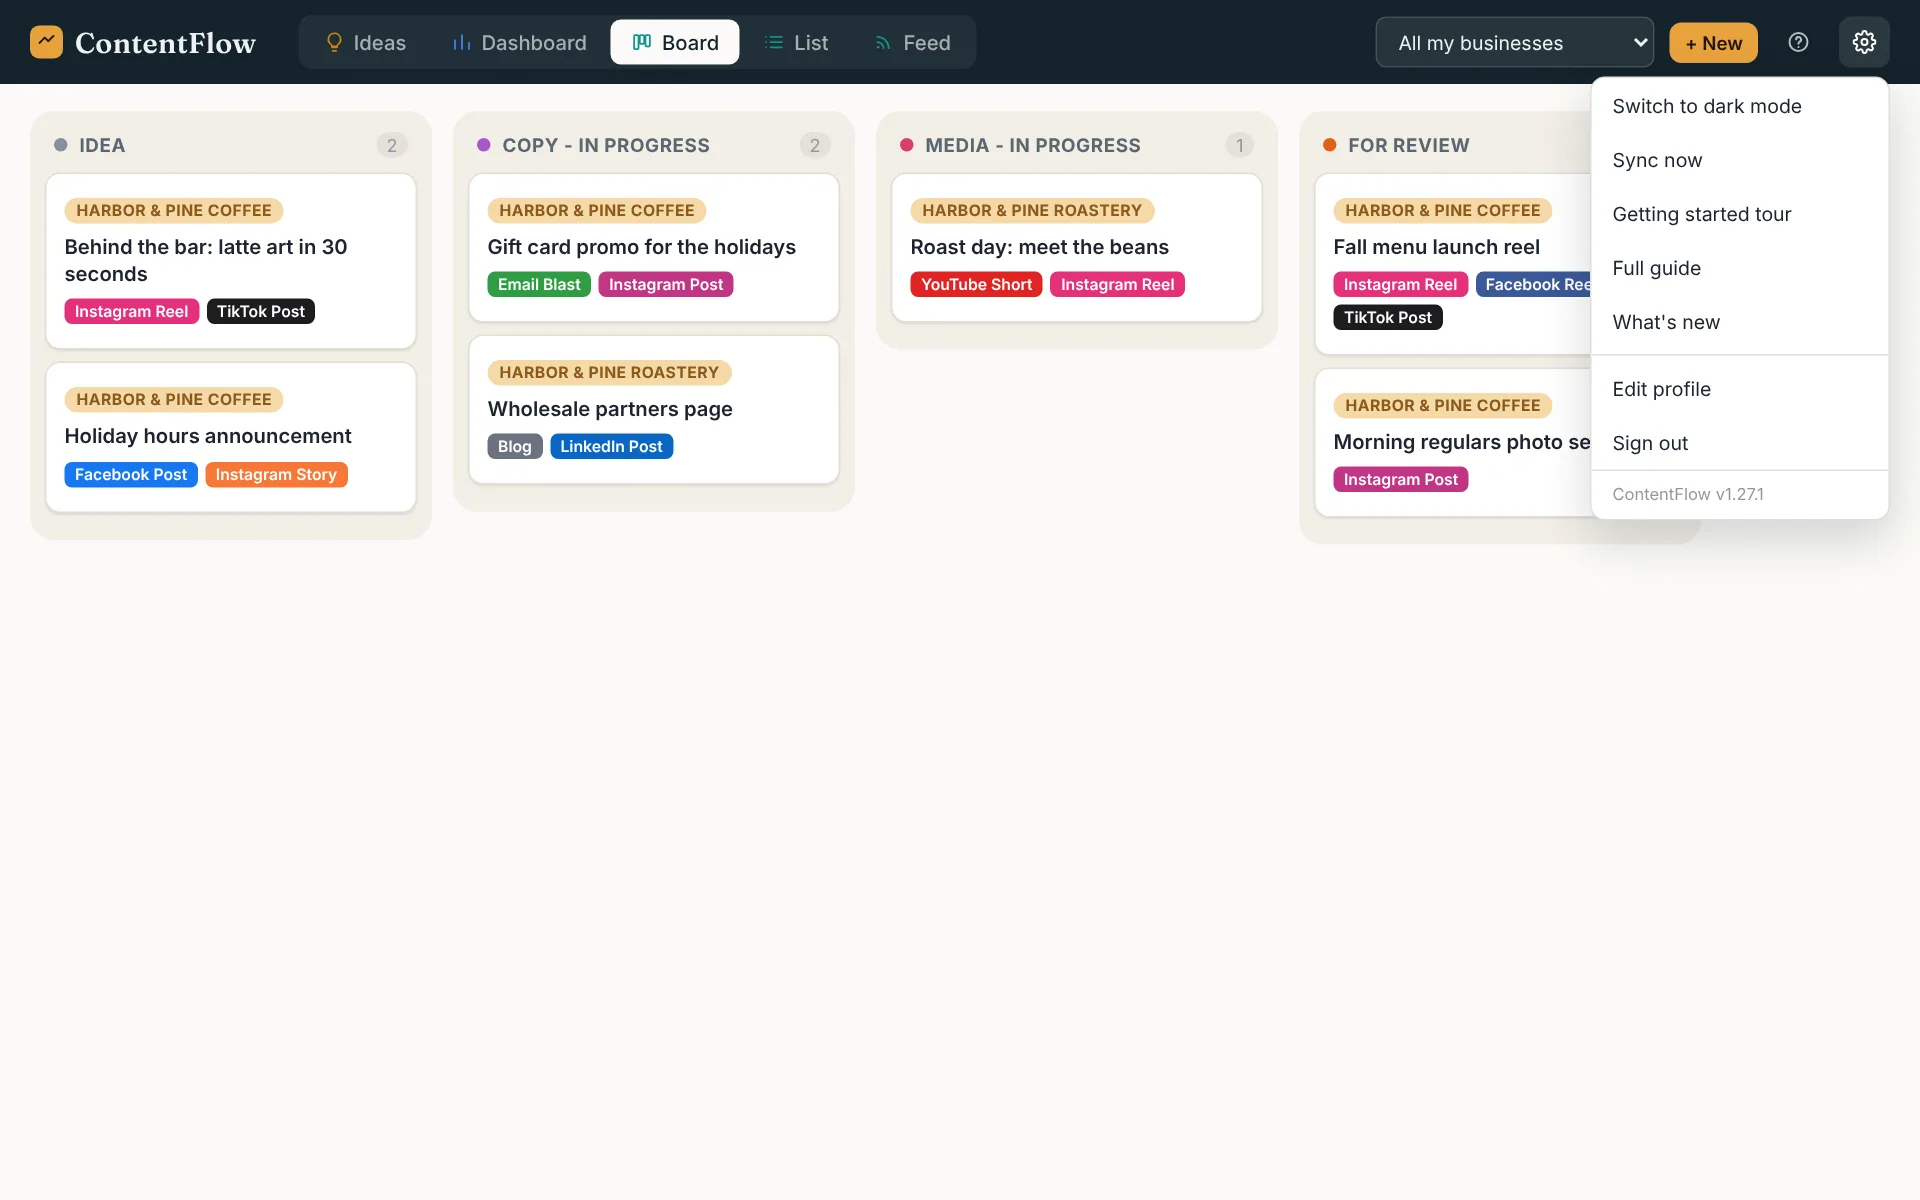 ContentFlow
Ideas
Dashboard
Board
List
Feed
All my businesses
+ New
IDEA
2
HARBOR & PINE COFFEE
Behind the bar: latte art in 30
seconds
Instagram Reel
TikTok Post
HARBOR & PINE COFFEE
Holiday hours announcement
Facebook Post
Instagram Story
COPY - IN PROGRESS
2
HARBOR & PINE COFFEE
Gift card promo for the holidays
Email Blast
Instagram Post
HARBOR & PINE ROASTERY
Wholesale partners page
Blog
LinkedIn Post
MEDIA - IN PROGRESS
1
HARBOR & PINE ROASTERY
Roast day: meet the beans
YouTube Short
Instagram Reel
FOR REVIEW
HARBOR & PINE COFFEE
Fall menu launch reel
Instagram Reel
Facebook Ree
TikTok Post
HARBOR & PINE COFFEE
Morning regulars photo se
Instagram Post
Switch to dark mode
Sync now
Getting started tour
Full guide
What's new
Edit profile
Sign out
ContentFlow v1.27.1